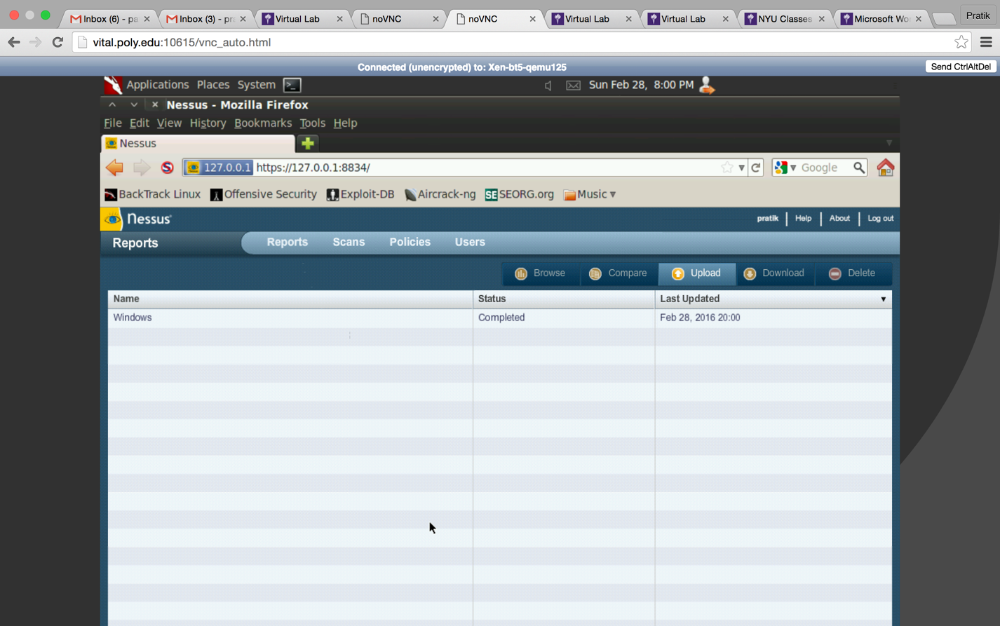 Inbox (6) - pa
Inbox (3) - pr
Virtual Lab
noVNC
noVNC
Virtual Lab
Virtual Lab
NYU Classes
Microsoft Wo
Pratik
vital.poly.edu:10615/vnc_auto.html
Connected (unencrypted) to: Xen-bt5-qemu125
Send CtrlAltDel
Applications Places System
Sun Feb 28, 8:00 PM
Nessus - Mozilla Firefox
File Edit View History Bookmarks Tools Help
Nessus
127.0.0.1 https://127.0.0.1:8834/
Google
BackTrack Linux Offensive Security Exploit-DB Aircrack-ng SE SEORG.org Music
Nessus
pratik Help About Log out
Reports
Reports Scans Policies Users
Browse Compare Upload Download Delete
Name Status Last Updated
Windows Completed Feb 28, 2016 20:00